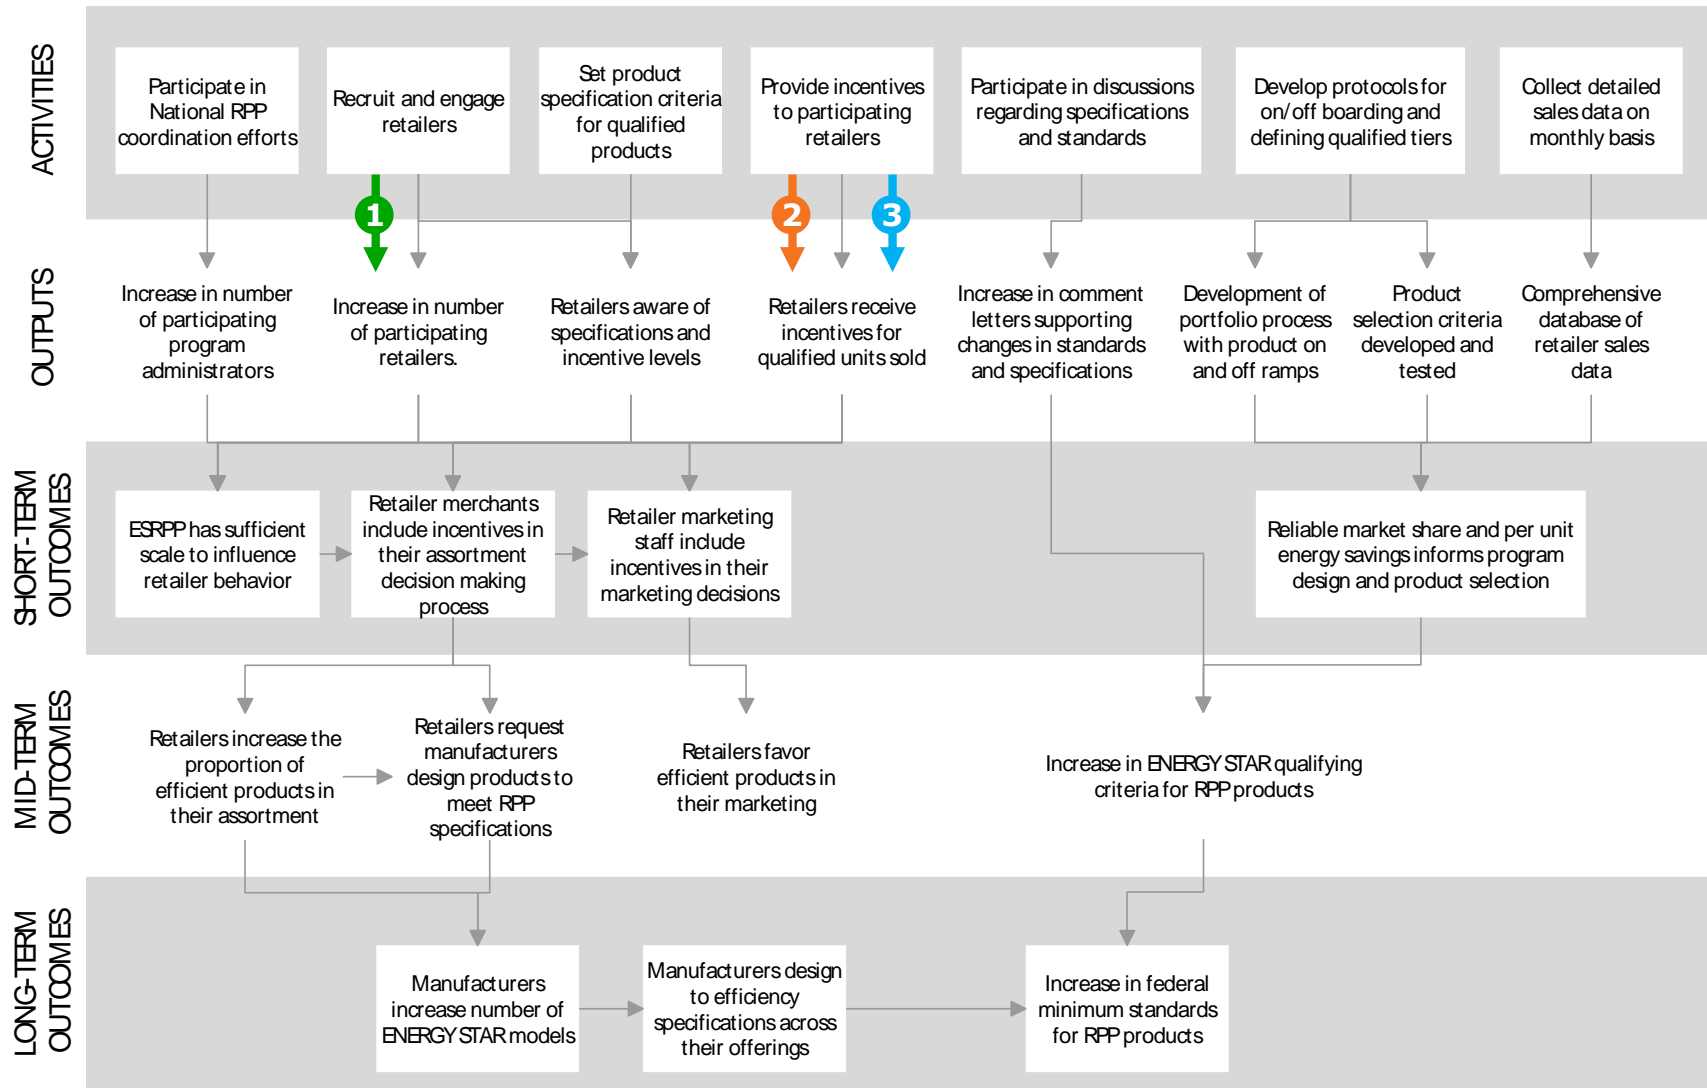 ACTIVITIES
Participate in
National RPP
coordination efforts
Recruit and engage
retailers
Set product
specification criteria
for qualified
products
Provide incentives
to participating
retailers
Participate in discussions
regarding specifications
and standards
Develop protocols for
on/off boarding and
defining qualified tiers
Collect detailed
sales data on
monthly basis
1
2
3
OUTPUTS
Increase in number
of participating
program
administrators
Increase in number
of participating
retailers.
Retailers aware of
specifications and
incentive levels
Retailers receive
incentives for
qualified units sold
Increase in comment
letters supporting
changes in standards
and specifications
Development of
portfolio process
with product on
and off ramps
Product
selection criteria
developed and
tested
Comprehensive
database of
retailer sales
data
SHORT-TERM
OUTCOMES
ESRPP has sufficient
scale to influence
retailer behavior
Retailer merchants
include incentives in
their assortment
decision making
process
Retailer marketing
staff include
incentives in their
marketing decisions
Reliable market share and per unit
energy savings informs program
design and product selection
MID-TERM
OUTCOMES
Retailers increase the
proportion of
efficient products in
their assortment
Retailers request
manufacturers
design products to
meet RPP
specifications
Retailers favor
efficient products in
their marketing
Increase in ENERGY STAR qualifying
criteria for RPP products
LONG-TERM
OUTCOMES
Manufacturers
increase number of
ENERGY STAR models
Manufacturers design
to efficiency
specifications across
their offerings
Increase in federal
minimum standards
for RPP products